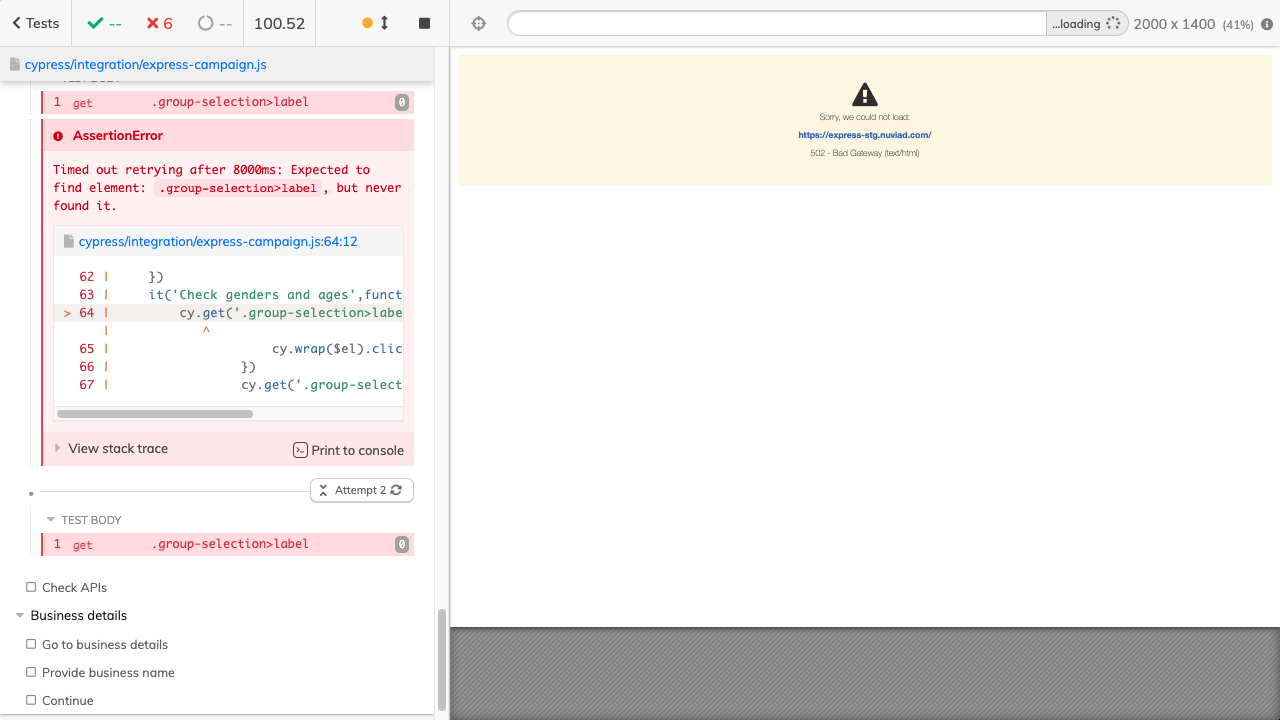 Tests
--
6
--
100.52
...loading
2000 x 1400 (41%)
cypress/integration/express-campaign.js
1 get .group-selection>label 0
AssertionError
Timed out retrying after 8000ms: Expected to
find element: .group-selection>label, but never
found it.
cypress/integration/express-campaign.js:64:12
62 | })
63 | it('Check genders and ages',funct
> 64 | cy.get('.group-selection>labe
| ^
65 | cy.wrap($el).clic
66 | })
67 | cy.get('.group-select
View stack trace
Print to console
Attempt 2
TEST BODY
1 get .group-selection>label 0
Check APIs
Business details
Go to business details
Provide business name
Continue
Sorry, we could not load:
https://express-stg.nuviad.com/
502 - Bad Gateway (text/html)